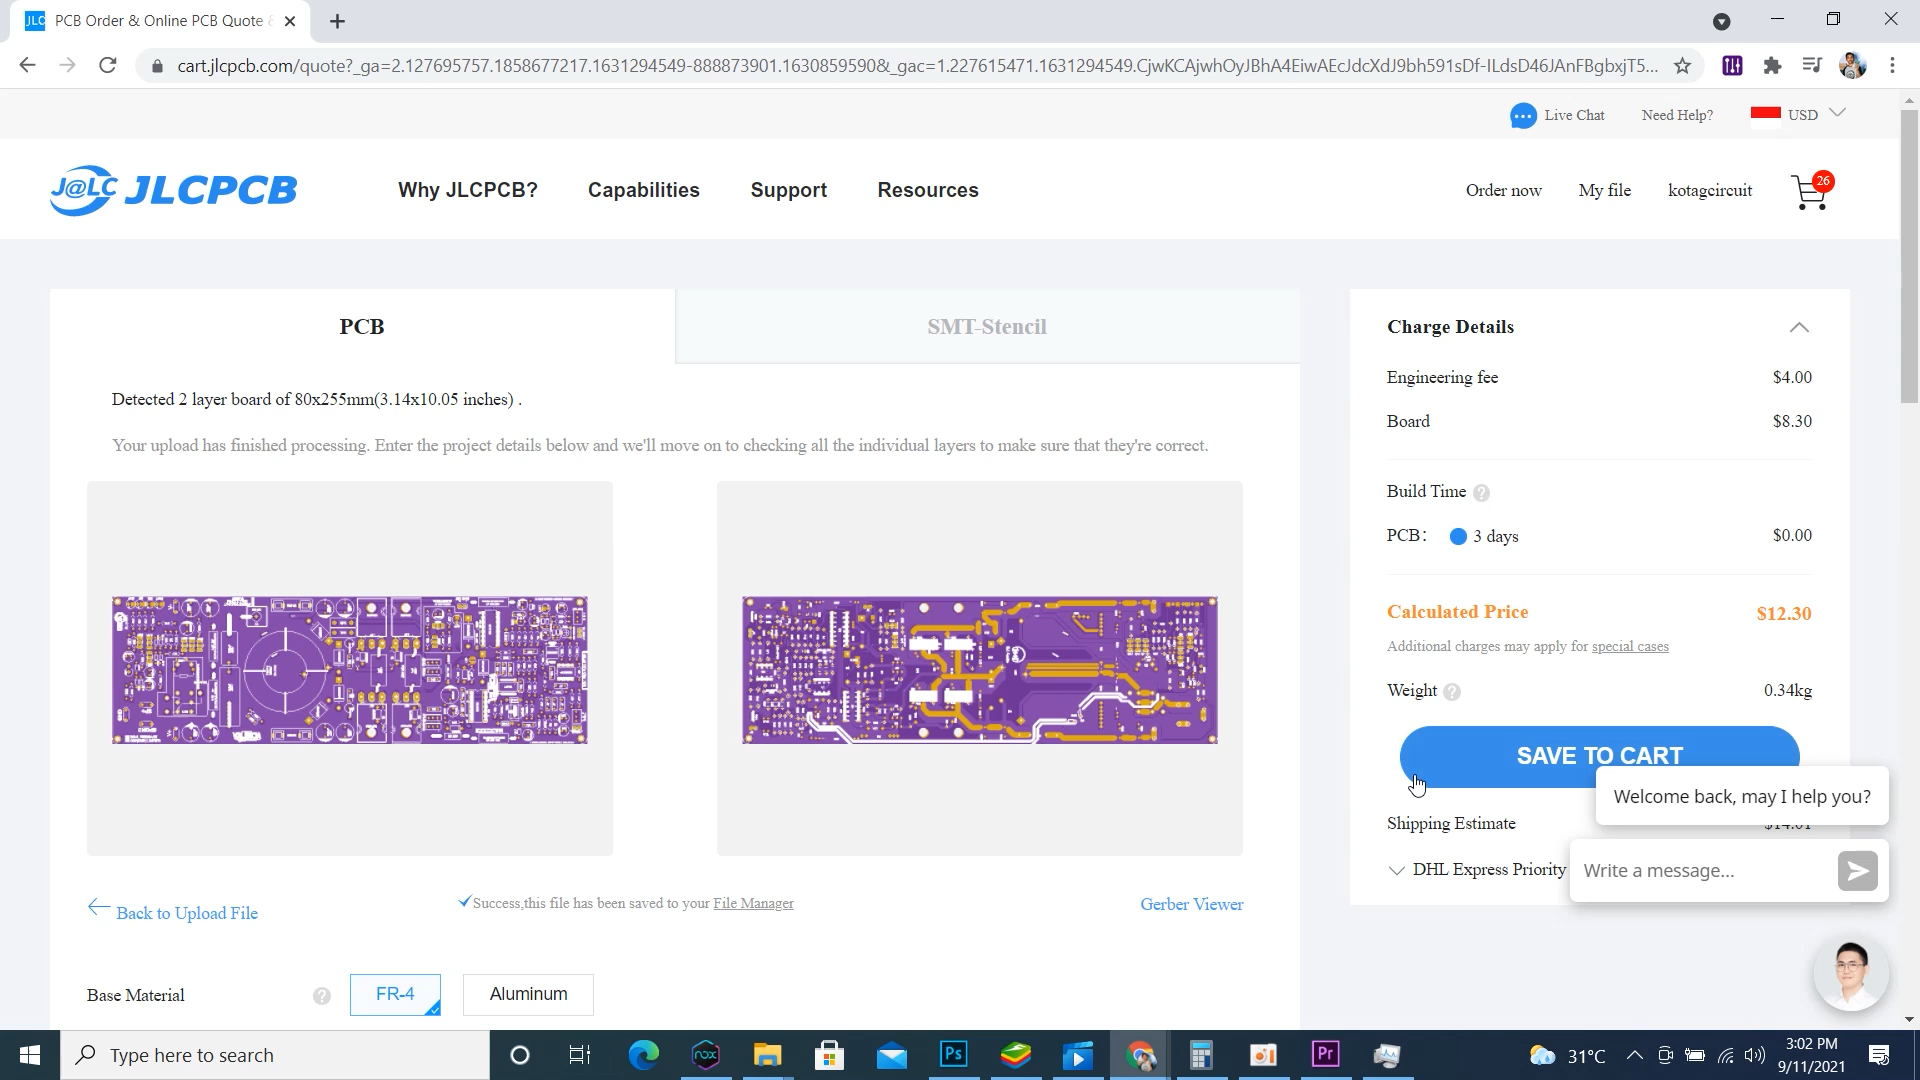 JLC PCB Order & Online PCB Quote
cart.jlcpcb.com/quote?_ga=2.127695757.1858677217.1631294549-888873901.1630859590&_gac=1.227615471.1631294549.CjwKCAjwhOyJBhA4EiwAEcJdcXdJ9bh591sDf-ILdsD46JAnFBgbxjT5...
Live Chat Need Help? USD
J@LC JLCPCB Why JLCPCB? Capabilities Support Resources Order now My file kotagcircuit 26
PCB SMT-Stencil
Detected 2 layer board of 80x255mm(3.14x10.05 inches) .
Your upload has finished processing. Enter the project details below and we'll move on to checking all the individual layers to make sure that they're correct.
Back to Upload File Success,this file has been saved to your File Manager Gerber Viewer
Base Material ? FR-4 Aluminum
Charge Details
Engineering fee $4.00
Board $8.30
Build Time ?
PCB: 3 days $0.00
Calculated Price $12.30
Additional charges may apply for special cases
Weight ? 0.34kg
SAVE TO CART
Welcome back, may I help you?
Shipping Estimate
DHL Express Priority
Write a message...
Type here to search
nox
Ps
Pr
31°C
3:02 PM
9/11/2021